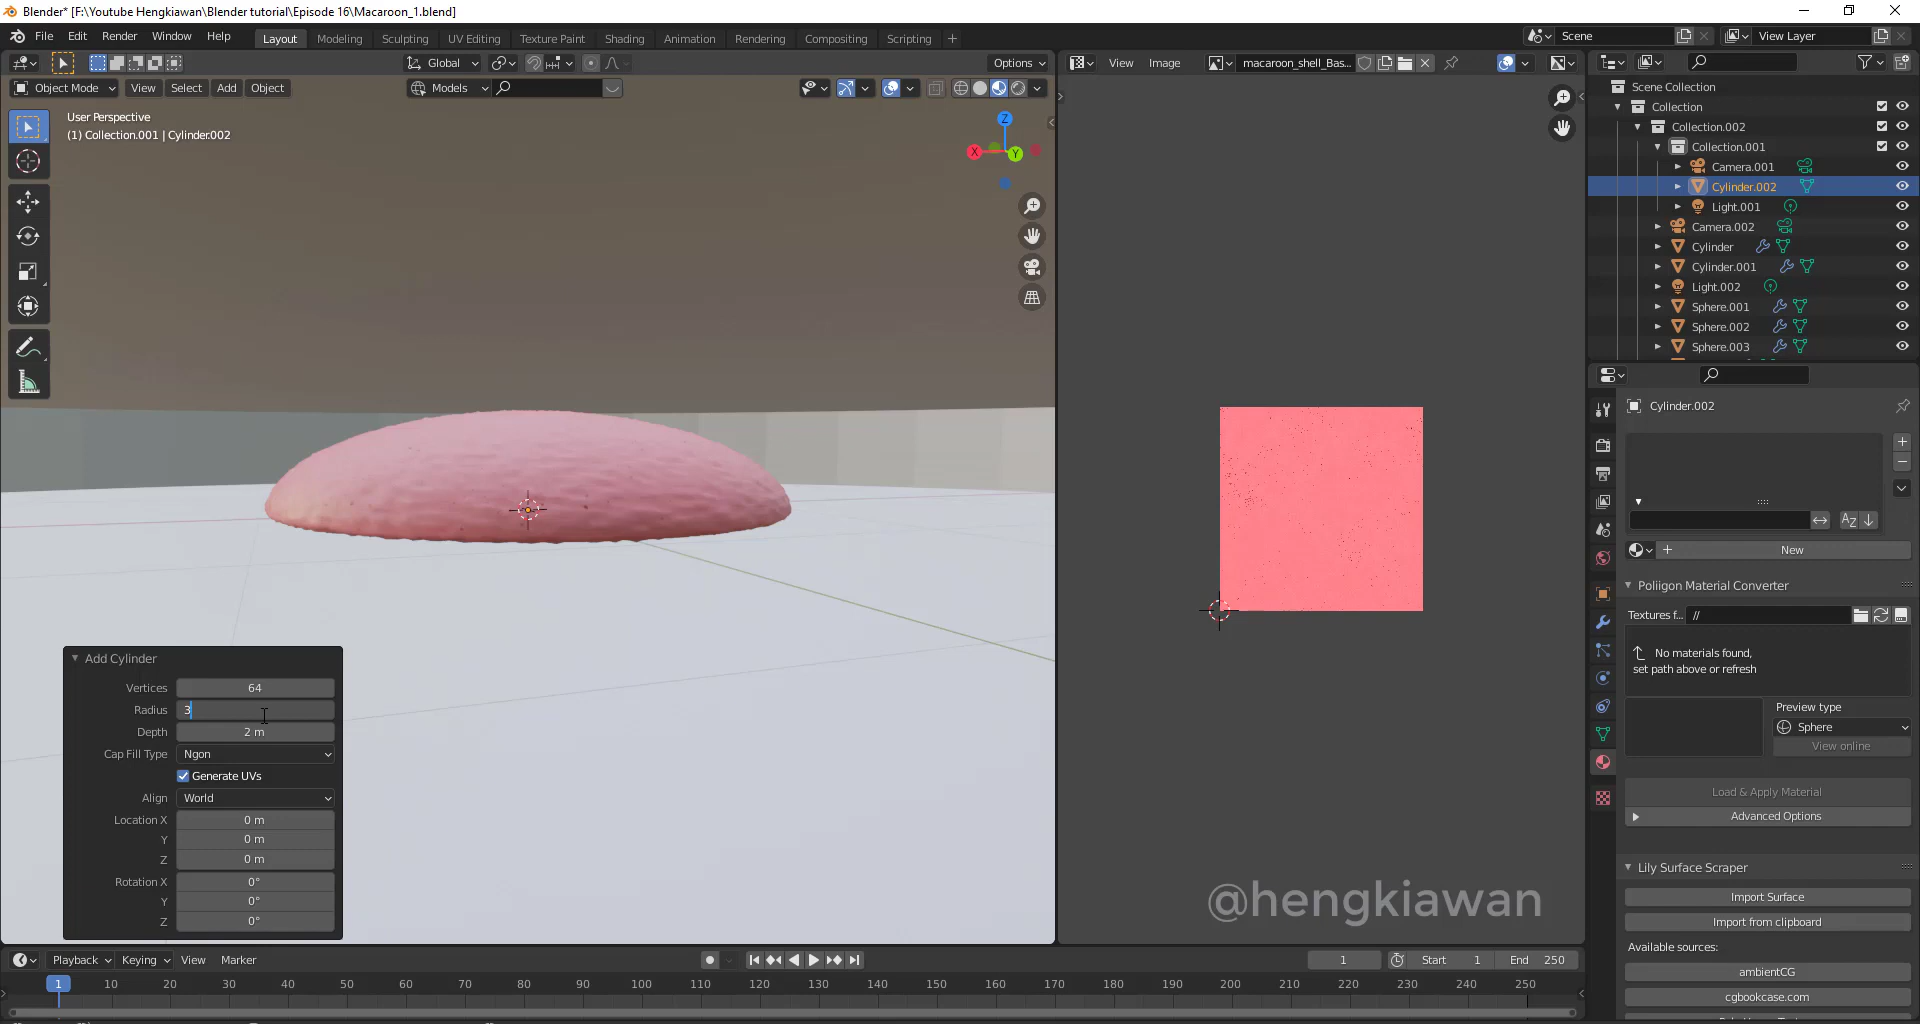 Blender* [F:\Youtube Hengkiawan\Blender tutorial\Episode 16\Macaroon_1.blend]
File Edit Render Window Help
Layout Modeling Sculpting UV Editing Texture Paint Shading Animation Rendering Compositing Scripting
Scene View Layer
Global Options
View Image macaroon_shell_Bas...
Object Mode View Select Add Object Models
User Perspective
(1) Collection.001 | Cylinder.002
Z
X
Y
Scene Collection
Collection
Collection.002
Collection.001
Camera.001
Cylinder.002
Light.001
Camera.002
Cylinder
Cylinder.001
Light.002
Sphere.001
Sphere.002
Sphere.003
Cylinder.002
New
Poliigon Material Converter
Textures f... //
No materials found,
set path above or refresh
Preview type
Sphere
View online
Load & Apply Material
Advanced Options
Lily Surface Scraper
Import Surface
Import from clipboard
Available sources:
ambientCG
cgbookcase.com
Add Cylinder
Vertices 64
Radius 3
Depth 2 m
Cap Fill Type Ngon
Generate UVs
Align World
Location X 0 m
Y 0 m
Z 0 m
Rotation X 0°
Y 0°
Z 0°
@hengkiawan
Playback Keying View Marker
1 Start 1 End 250
1 10 20 30 40 50 60 70 80 90 100 110 120 130 140 150 160 170 180 190 200 210 220 230 240 250